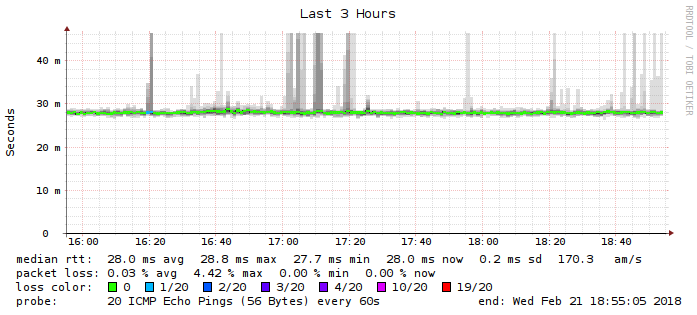 Last 3 Hours
RRDTOOL / TOBI OETIKER
Seconds
40 m
30 m
20 m
10 m
0
16:00 16:20 16:40 17:00 17:20 17:40 18:00 18:20 18:40
median rtt: 28.0 ms avg 28.8 ms max 27.7 ms min 28.0 ms now 0.2 ms sd 170.3 am/s
packet loss: 0.03 % avg 4.42 % max 0.00 % min 0.00 % now
loss color: 0 1/20 2/20 3/20 4/20 10/20 19/20
probe: 20 ICMP Echo Pings (56 Bytes) every 60s end: Wed Feb 21 18:55:05 2018